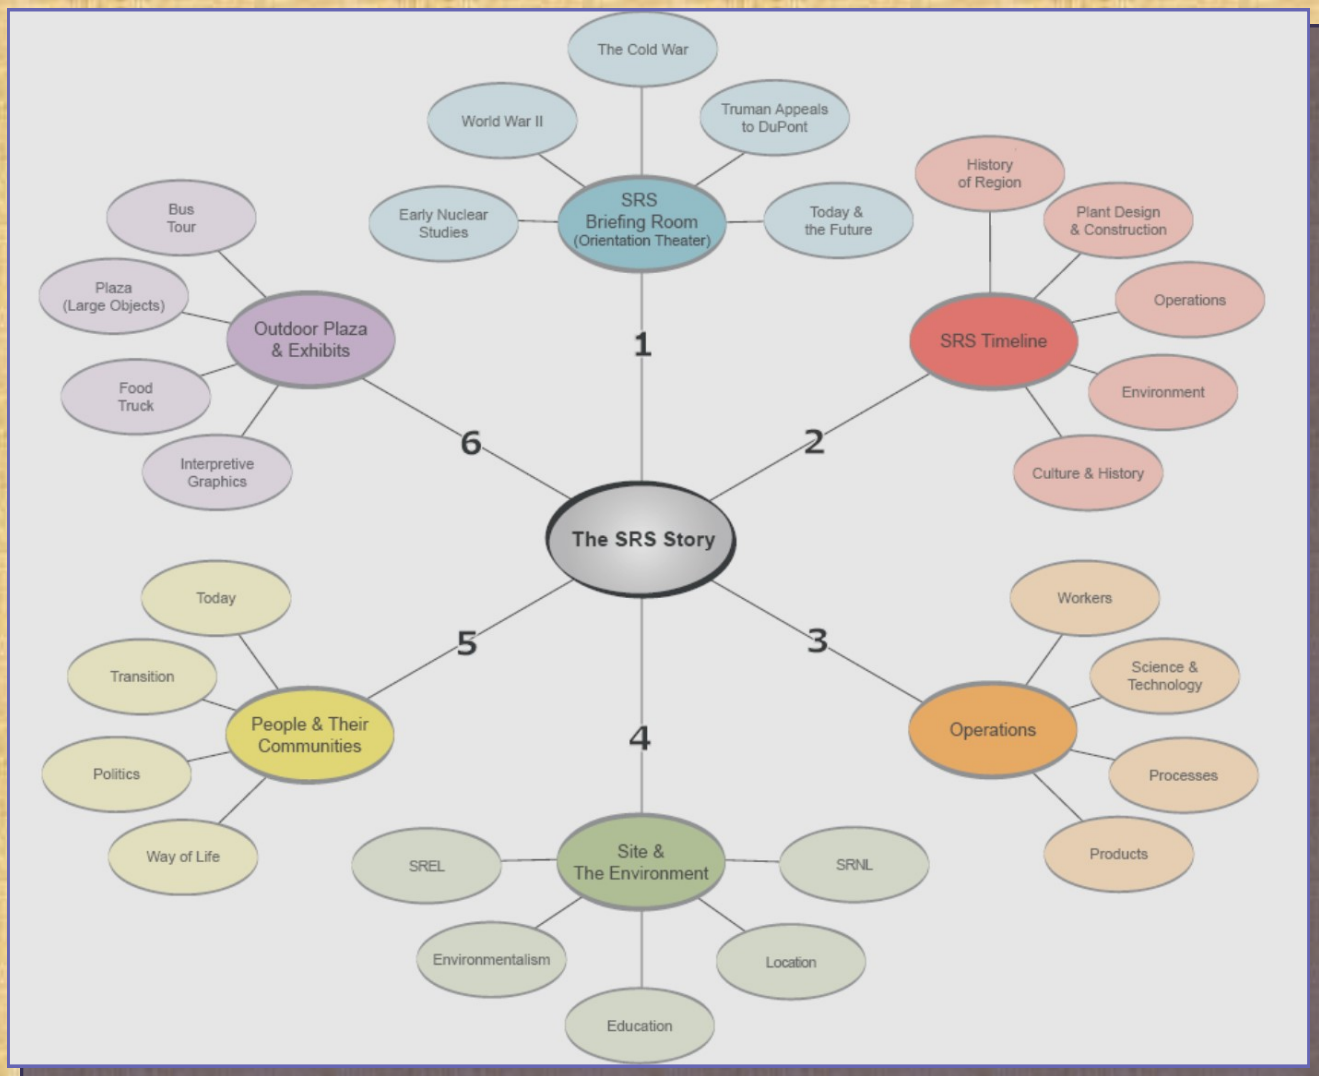 The SRS Story
1
SRS
Briefing Room
(Orientation Theater)
Early Nuclear
Studies
World War II
The Cold War
Truman Appeals
to DuPont
Today &
the Future
2
SRS Timeline
History
of Region
Plant Design
& Construction
Operations
Environment
Culture & History
3
Operations
Workers
Science &
Technology
Processes
Products
4
Site &
The Environment
SRNL
Location
Education
Environmentalism
SREL
5
People & Their
Communities
Today
Transition
Politics
Way of Life
6
Outdoor Plaza
& Exhibits
Bus
Tour
Plaza
(Large Objects)
Food
Truck
Interpretive
Graphics